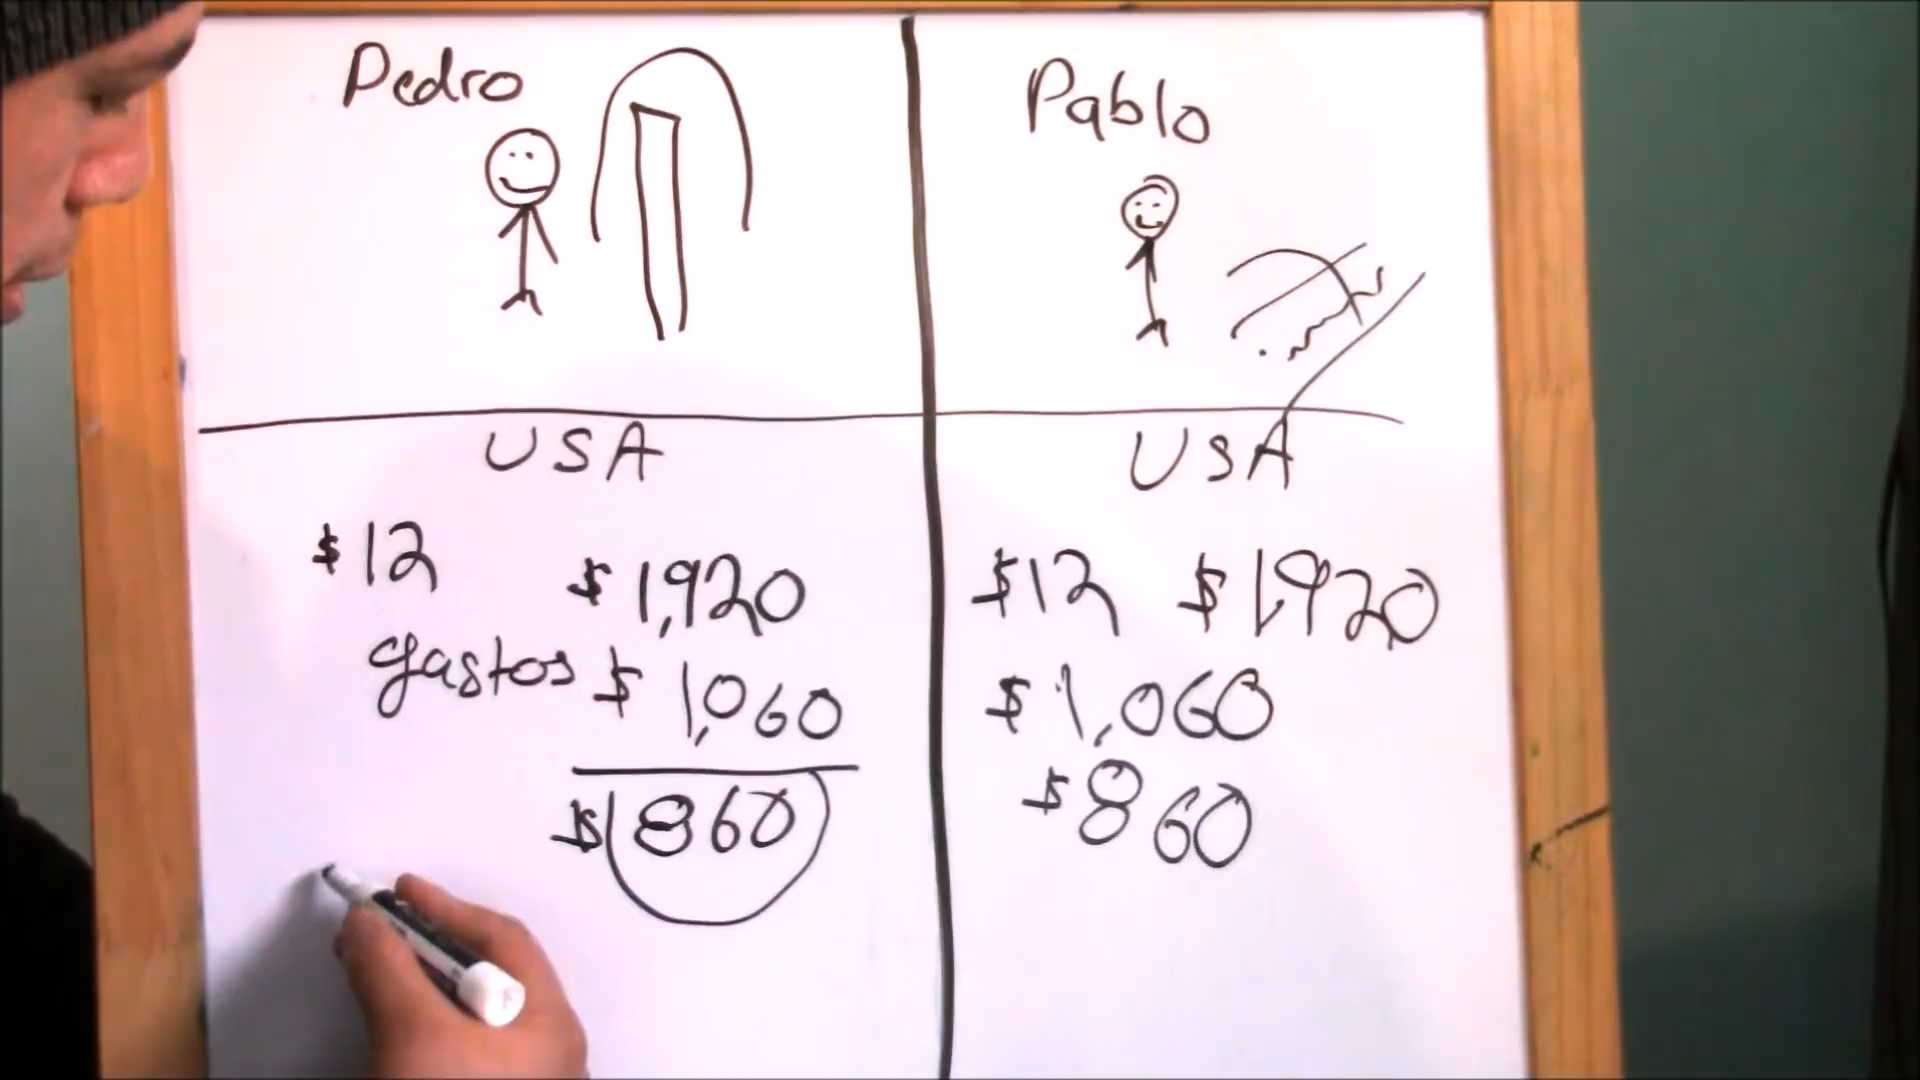 Pedro
USA
$12
$1,920
gastos $1,060
$860
Pablo
USA
$12 $1,920
$1,060
$860